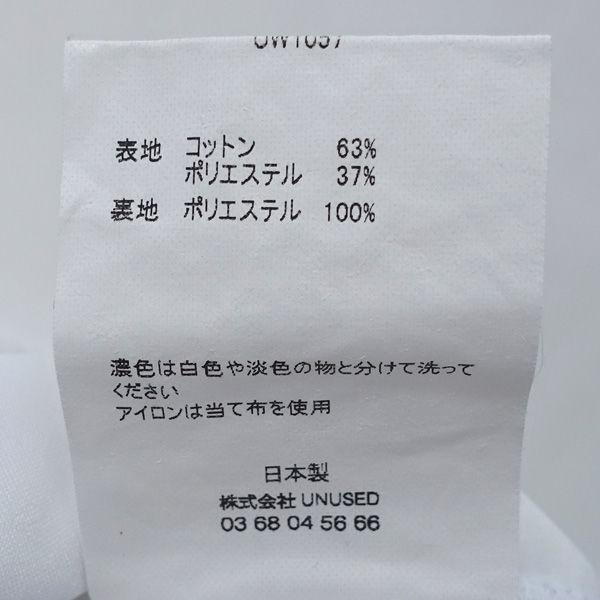 UW1057
表地 コットン 63%
ポリエステル 37%
裏地 ポリエステル 100%
濃色は白色や淡色の物と分けて洗って
ください
アイロンは当て布を使用
日本製
株式会社 UNUSED
03 68 04 56 66